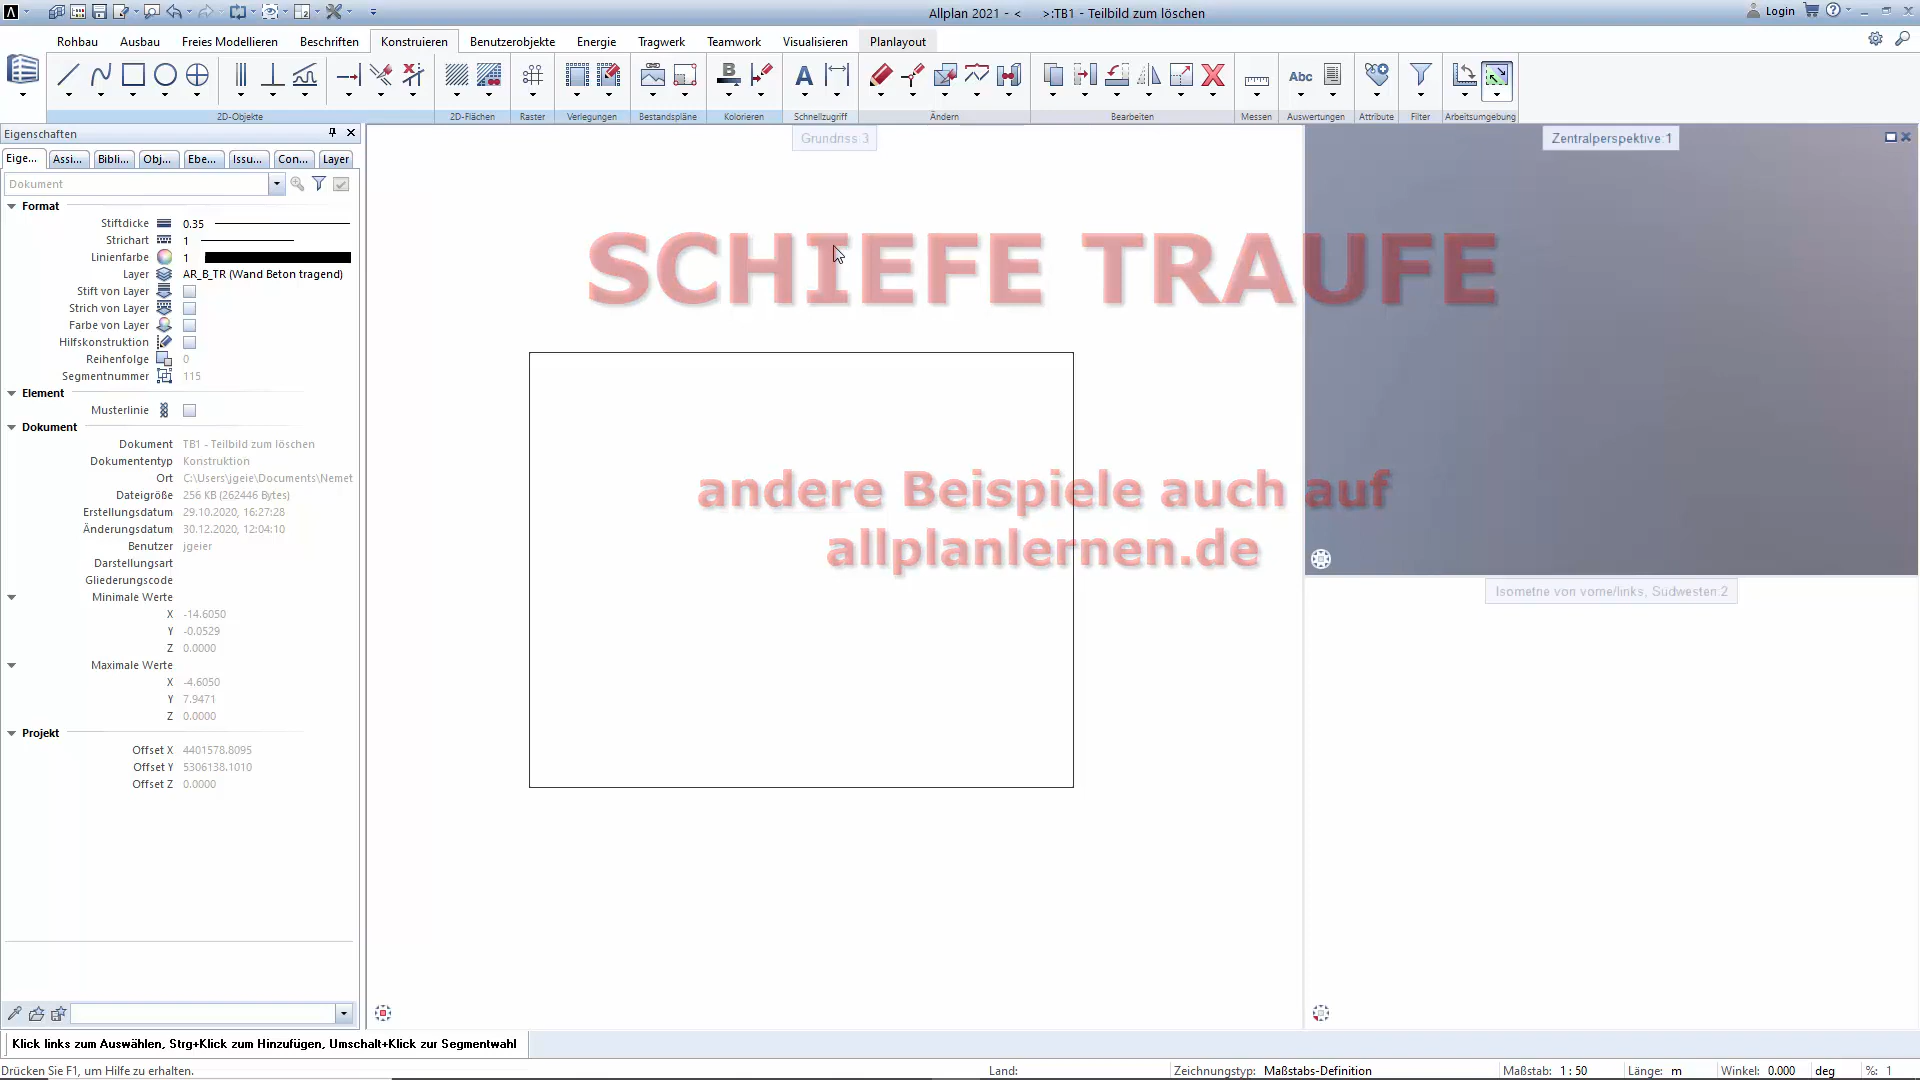 Allplan 2021 - < >:TB1 - Teilbild zum löschen
Login
Rohbau Ausbau Freies Modellieren Beschriften Konstruieren Benutzerobjekte Energie Tragwerk Teamwork Visualisieren Planlayout
Abc
2D-Objekte 2D-Flächen Raster Verlegungen Bestandspläne Kolorieren Schnellzugriff Ändern Bearbeiten Messen Auswertungen Attribute Filter Arbeitsumgebung
Eigenschaften
Eige... Assi... Bibli... Obj... Ebe... Issu... Con... Layer
Dokument
Format
Stiftdicke 0.35
Strichart 1
Linienfarbe 1
Layer AR_B_TR (Wand Beton tragend)
Stift von Layer
Strich von Layer
Farbe von Layer
Hilfskonstruktion
Reihenfolge 0
Segmentnummer 115
Element
Musterlinie
Dokument
Dokument TB1 - Teilbild zum löschen
Dokumententyp Konstruktion
Ort C:\Users\jgeie\Documents\Nemet
Dateigröße 256 KB (262446 Bytes)
Erstellungsdatum 29.10.2020, 16:27:28
Änderungsdatum 30.12.2020, 12:04:10
Benutzer jgeier
Darstellungsart
Gliederungscode
Minimale Werte
X -14.6050
Y -0.0529
Z 0.0000
Maximale Werte
X -4.6050
Y 7.9471
Z 0.0000
Projekt
Offset X 4401578.8095
Offset Y 5306138.1010
Offset Z 0.0000
Grundriss 3
Zentralperspektive:1
SCHIEFE TRAUFE
andere Beispiele auch auf
allplanlernen.de
Isometrie von vorne/links, Südwesten:2
Klick links zum Auswählen, Strg+Klick zum Hinzufügen, Umschalt+Klick zur Segmentwahl
Drücken Sie F1, um Hilfe zu erhalten.
Land: Zeichnungstyp: Maßstabs-Definition Maßstab: 1 : 50 Länge: m Winkel: 0.000 deg %: 1